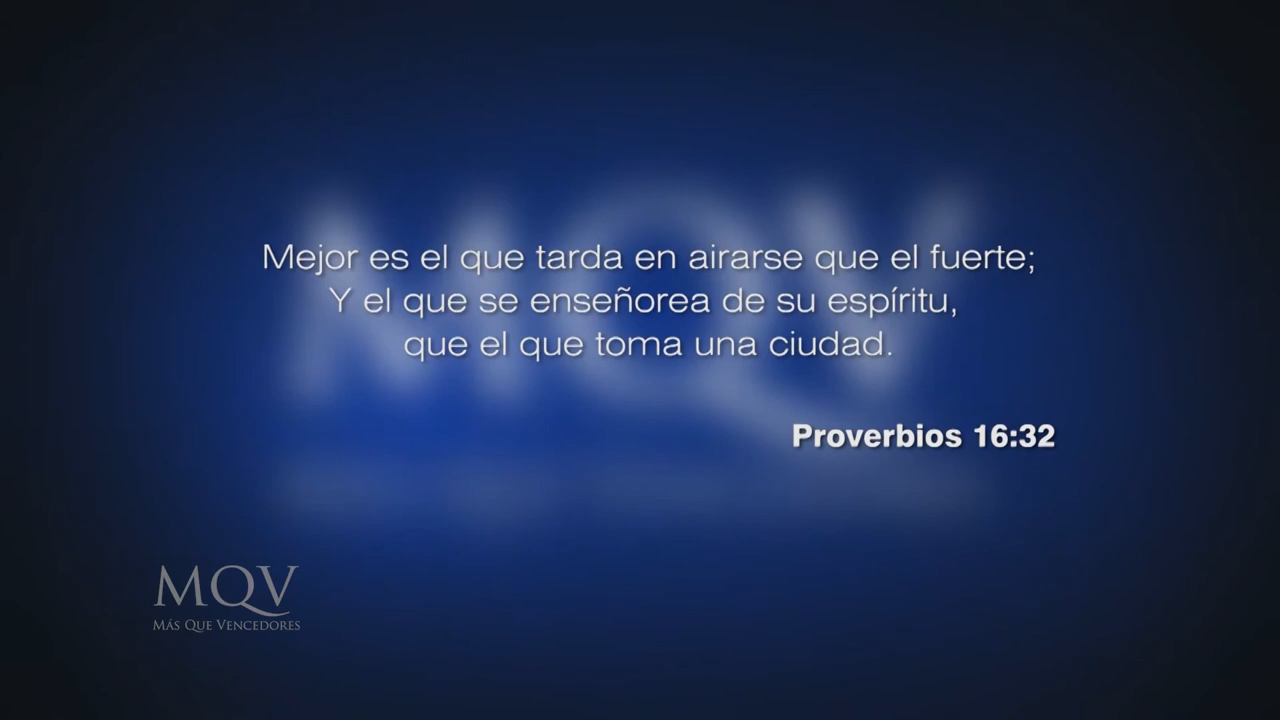 Mejor es el que tarda en airarse que el fuerte;
Y el que se enseñorea de su espíritu,
que el que toma una ciudad.
Proverbios 16:32
MQV
MÁS QUE VENCEDORES